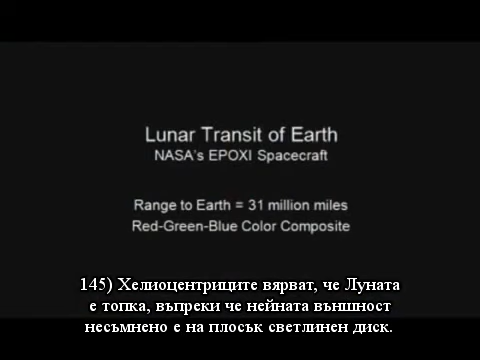 Lunar Transit of Earth
NASA's EPOXI Spacecraft
Range to Earth = 31 million miles
Red-Green-Blue Color Composite
145) Хелиоцентриците вярват, че Луната
е топка, въпреки че нейната външност
несъмнено е на плосък светлинен диск.